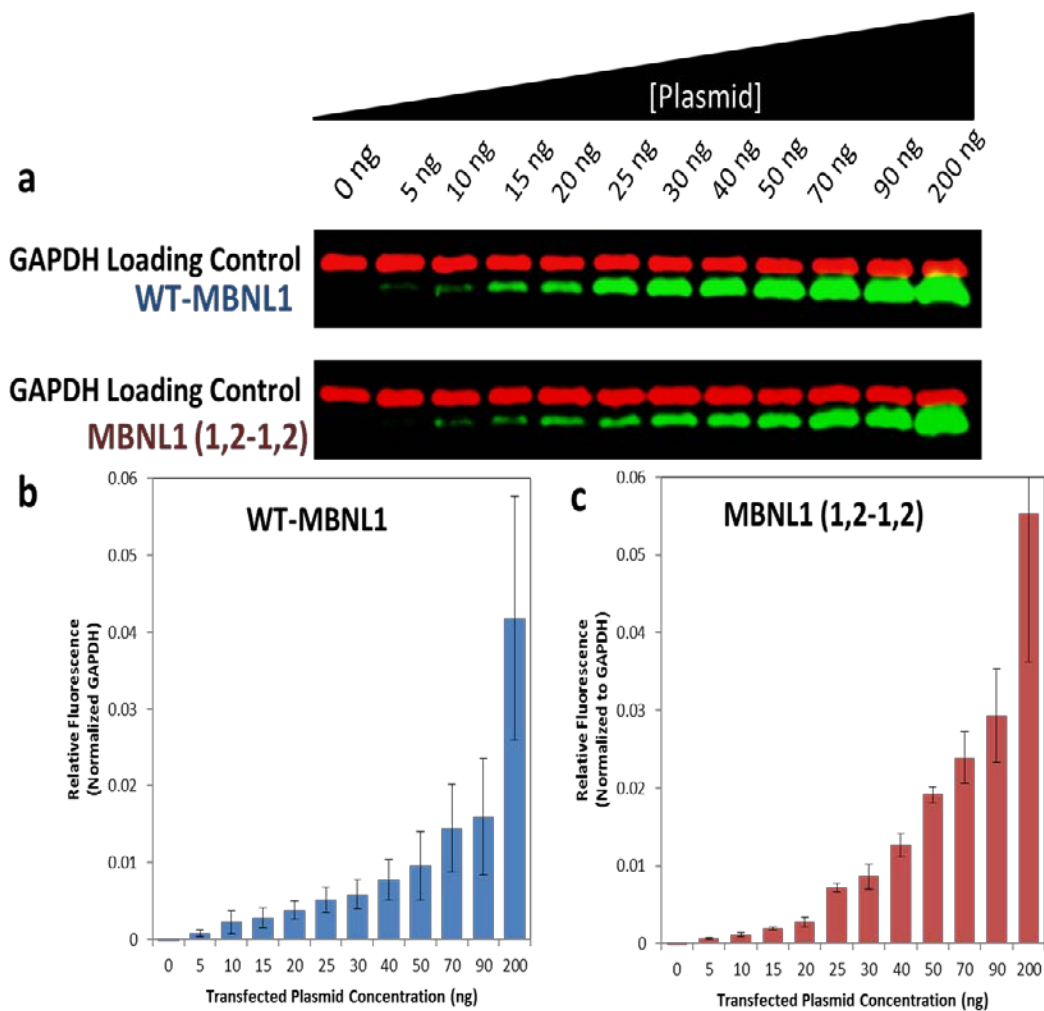 [Plasmid]
a
0 ng 5 ng 10 ng 15 ng 20 ng 25 ng 30 ng 40 ng 50 ng 70 ng 90 ng 200 ng
GAPDH Loading Control
WT-MBNL1
GAPDH Loading Control
MBNL1 (1,2-1,2)
b
WT-MBNL1
Relative Fluorescence
(Normalized GAPDH)
0.06
0.05
0.04
0.03
0.02
0.01
0
0 5 10 15 20 25 30 40 50 70 90 200
Transfected Plasmid Concentration (ng)
c
MBNL1 (1,2-1,2)
Relative Fluorescence
(Normalized to GAPDH)
0.06
0.05
0.04
0.03
0.02
0.01
0
0 5 10 15 20 25 30 40 50 70 90 200
Transfected Plasmid Concentration (ng)